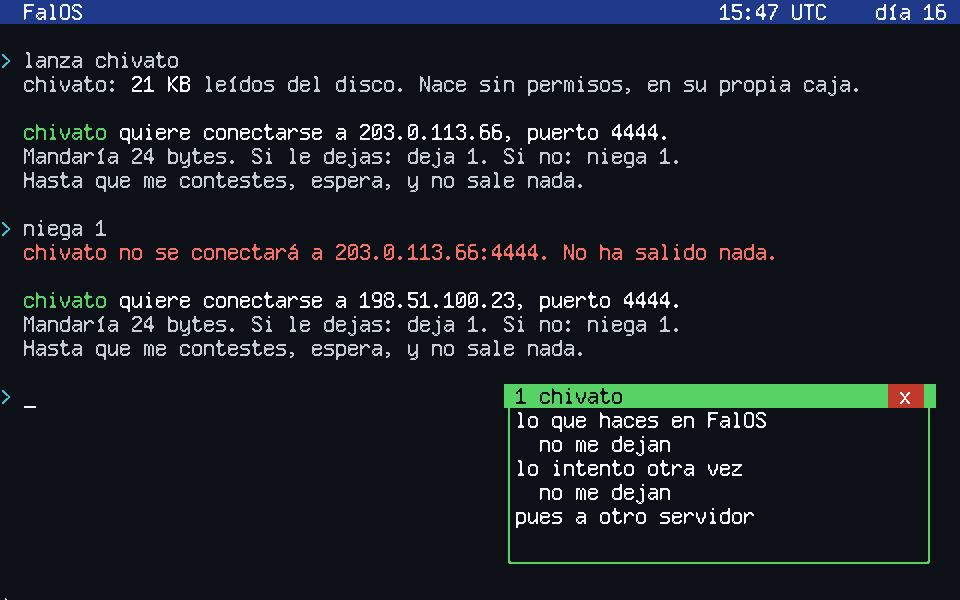 FalOS
15:47 UTC día 16
> lanza chivato
chivato: 21 KB leídos del disco. Nace sin permisos, en su propia caja.
chivato quiere conectarse a 203.0.113.66, puerto 4444.
Mandaría 24 bytes. Si le dejas: deja 1. Si no: niega 1.
Hasta que me contestes, espera, y no sale nada.
> niega 1
chivato no se conectará a 203.0.113.66:4444. No ha salido nada.
chivato quiere conectarse a 198.51.100.23, puerto 4444.
Mandaría 24 bytes. Si le dejas: deja 1. Si no: niega 1.
Hasta que me contestes, espera, y no sale nada.
> _
1 chivato x
lo que haces en FalOS
no me dejan
lo intento otra vez
no me dejan
pues a otro servidor